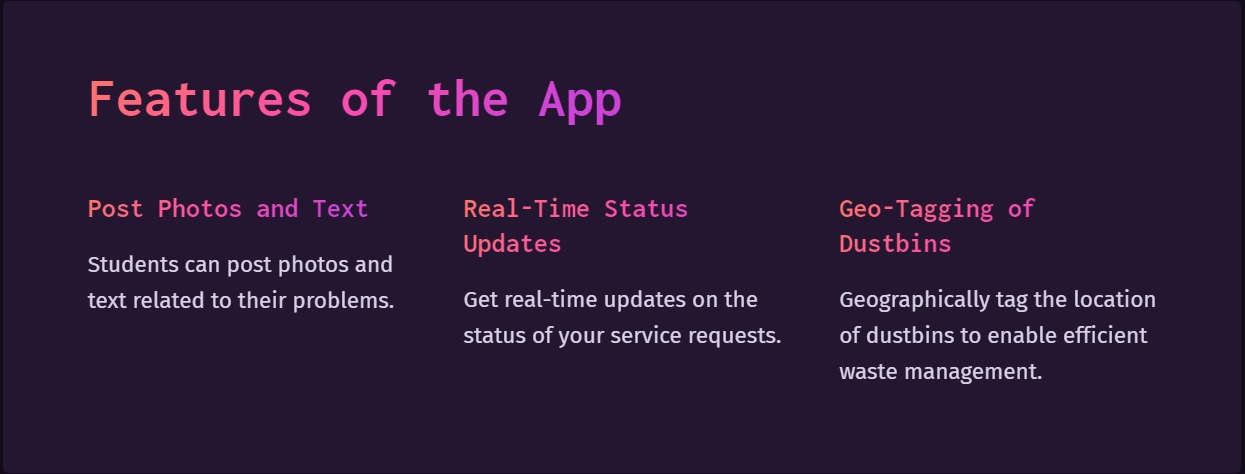 Features of the App
Post Photos and Text
Students can post photos and
text related to their problems.
Real-Time Status
Updates
Get real-time updates on the
status of your service requests.
Geo-Tagging of
Dustbins
Geographically tag the location
of dustbins to enable efficient
waste management.